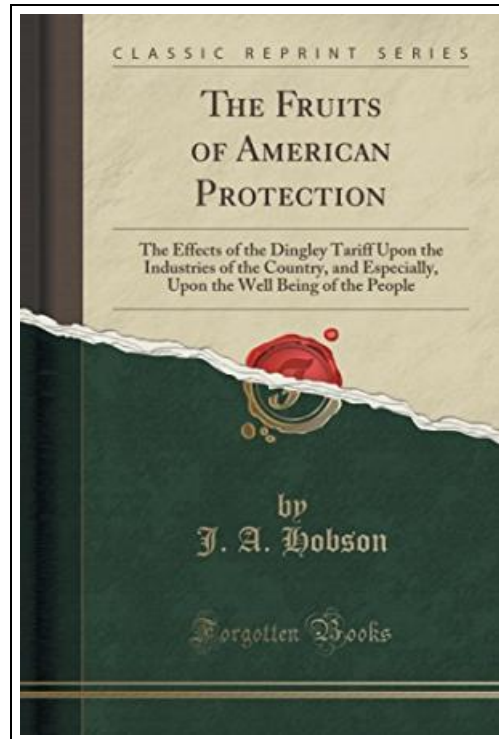 CLASSIC REPRINT SERIES
THE FRUITS
OF AMERICAN
PROTECTION
The Effects of the Dingley Tariff Upon the
Industries of the Country, and Especially,
Upon the Well Being of the People
by
J. A. Hobson
Forgotten Books